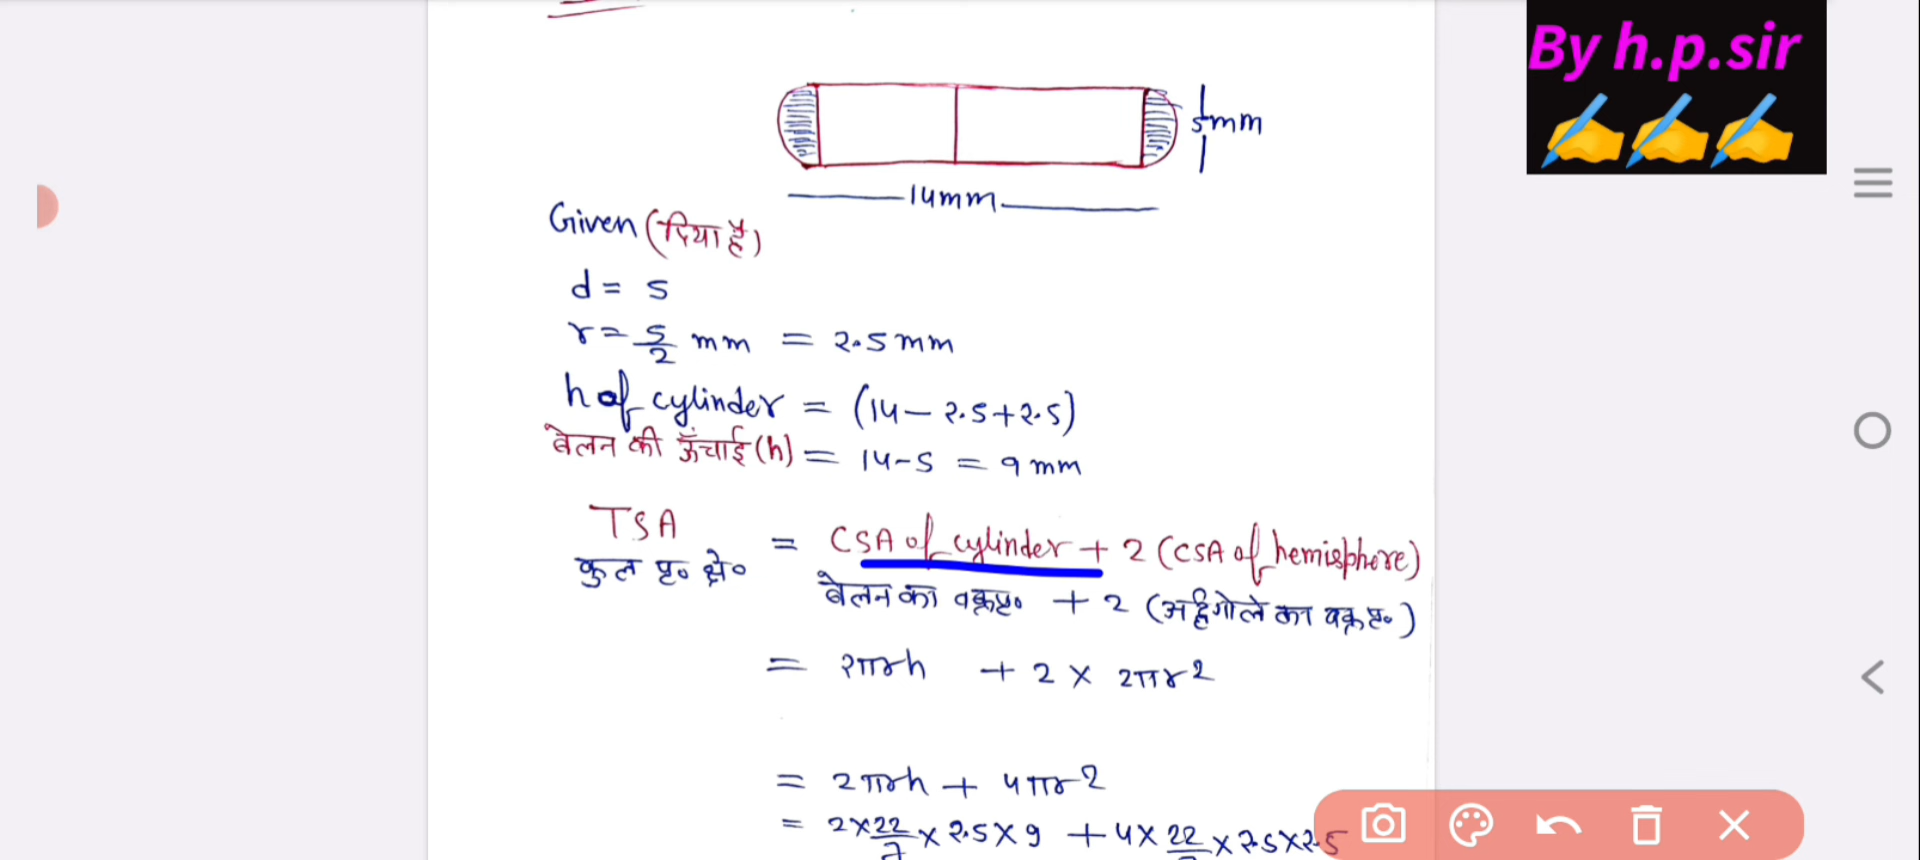 By h.p.sir
5mm
14mm
Given (दिया है)
d = 5
r = 5/2 mm = 2.5mm
h of cylinder = (14 - 2.5+2.5)
बेलन की ऊँचाई (h) = 14-5 = 9 mm
TSA = CSA of cylinder + 2 (CSA of hemisphere)
कुल पृ० क्षे० बेलन का वक्रपृ० + 2 (अर्द्धगोले का वक्रपृ०)
= 2πrh + 2 × 2πr2
= 2πrh + 4πr2
= 2×22/7 × 2.5×9 + 4×22/7 ×2.5×2.5